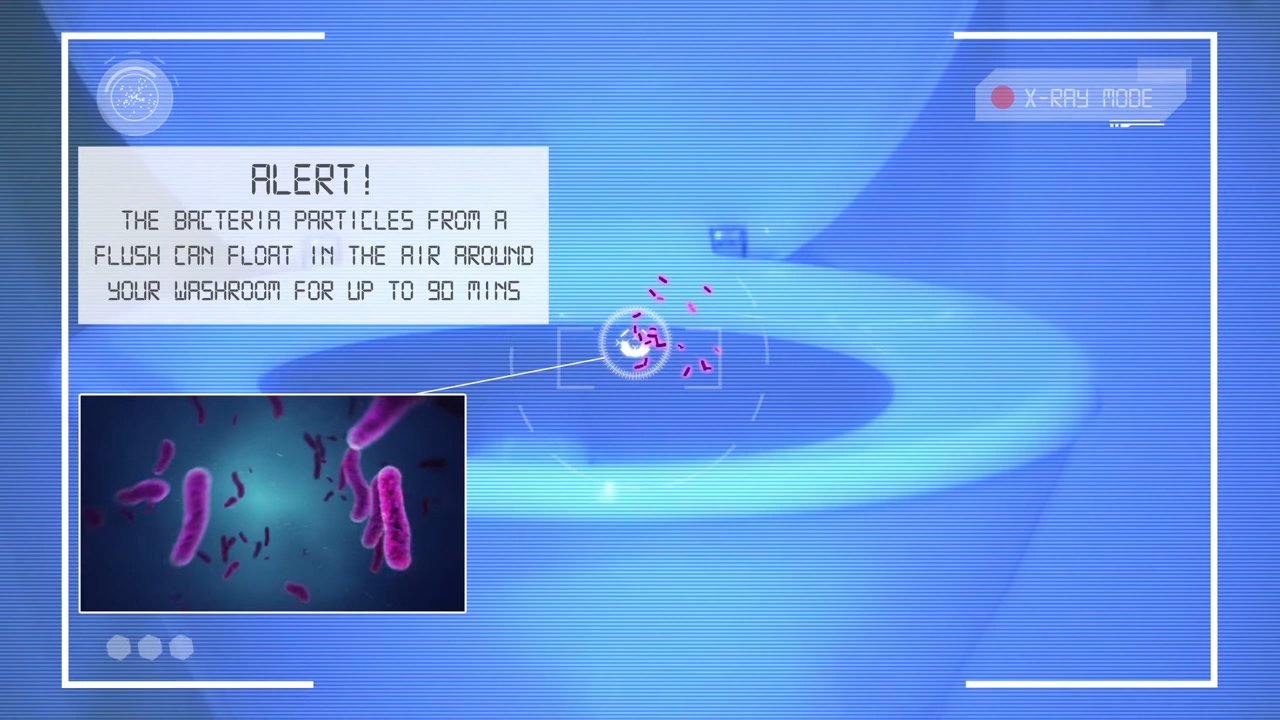 X-RAY MODE
ALERT!
THE BACTERIA PARTICLES FROM A
FLUSH CAN FLOAT IN THE AIR AROUND
YOUR WASHROOM FOR UP TO 90 MINS